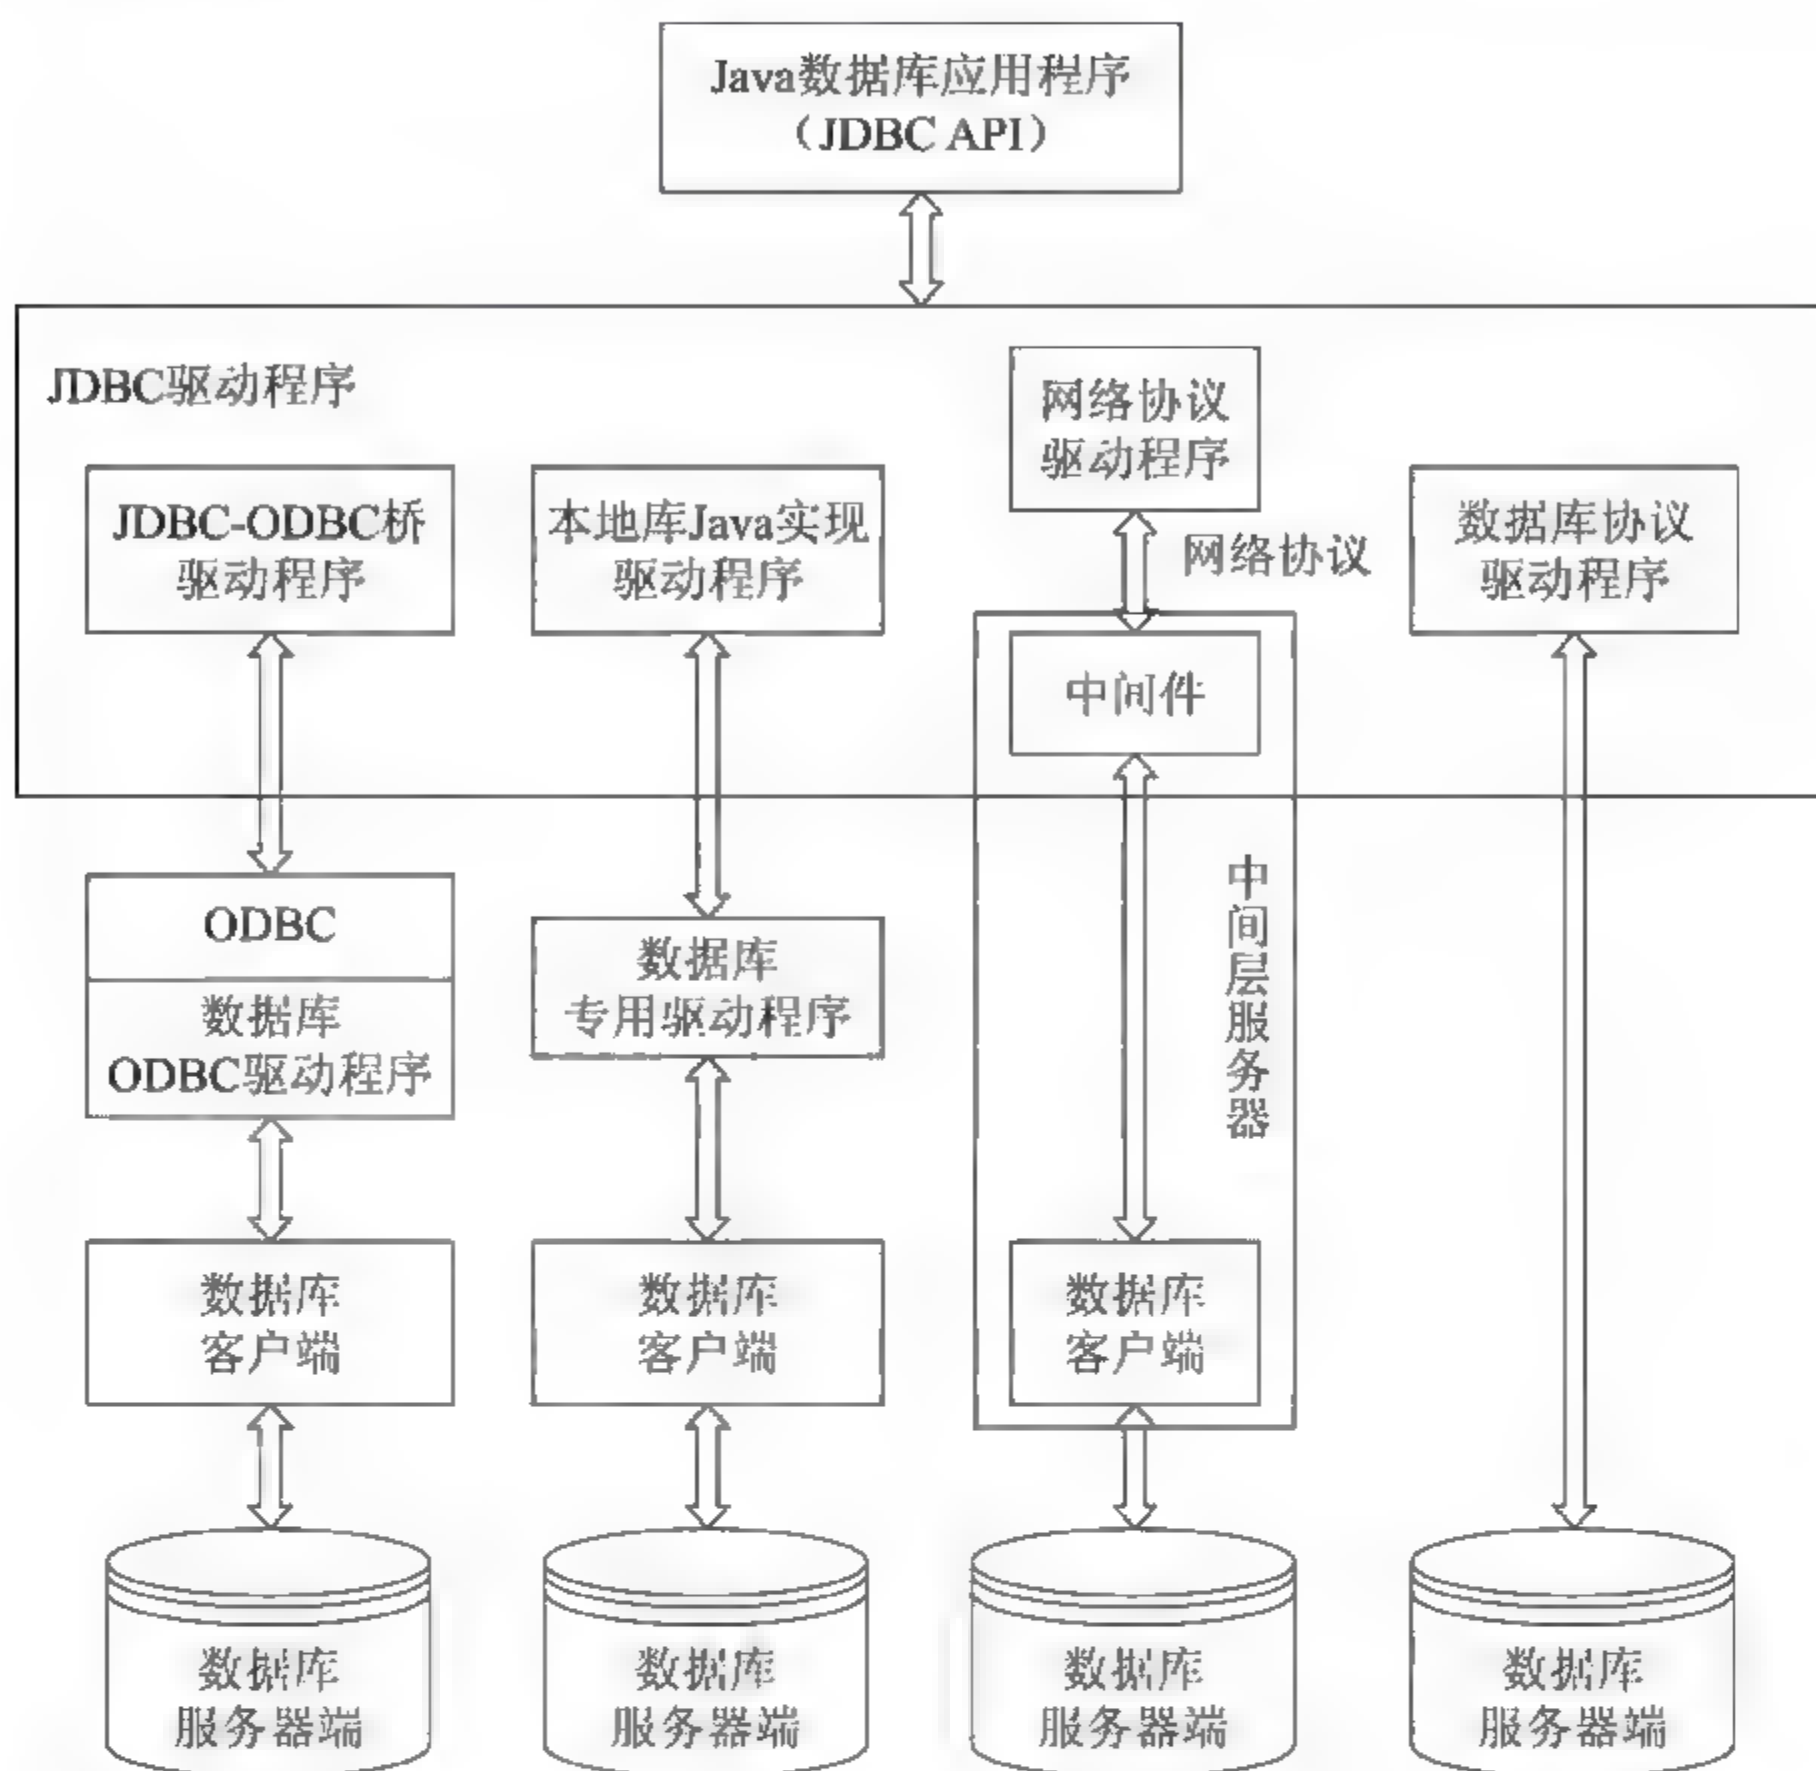 Java数据库应用程序
（JDBC API）
JDBC驱动程序
网络协议
驱动程序
JDBC-ODBC桥
驱动程序
本地库Java实现
驱动程序
网络协议
数据库协议
驱动程序
中间件
中间层服务器
ODBC
数据库
ODBC驱动程序
数据库
专用驱动程序
数据库
客户端
数据库
客户端
数据库
客户端
数据库
服务器端
数据库
服务器端
数据库
服务器端
数据库
服务器端